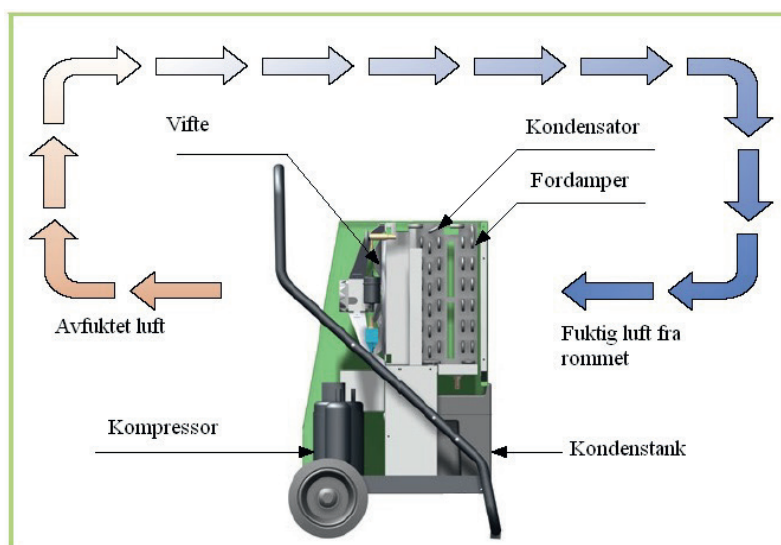 Vifte
Kondensator
Fordamper
Avfuktet luft
Fuktig luft fra
rommet
Kompressor
Kondenstank